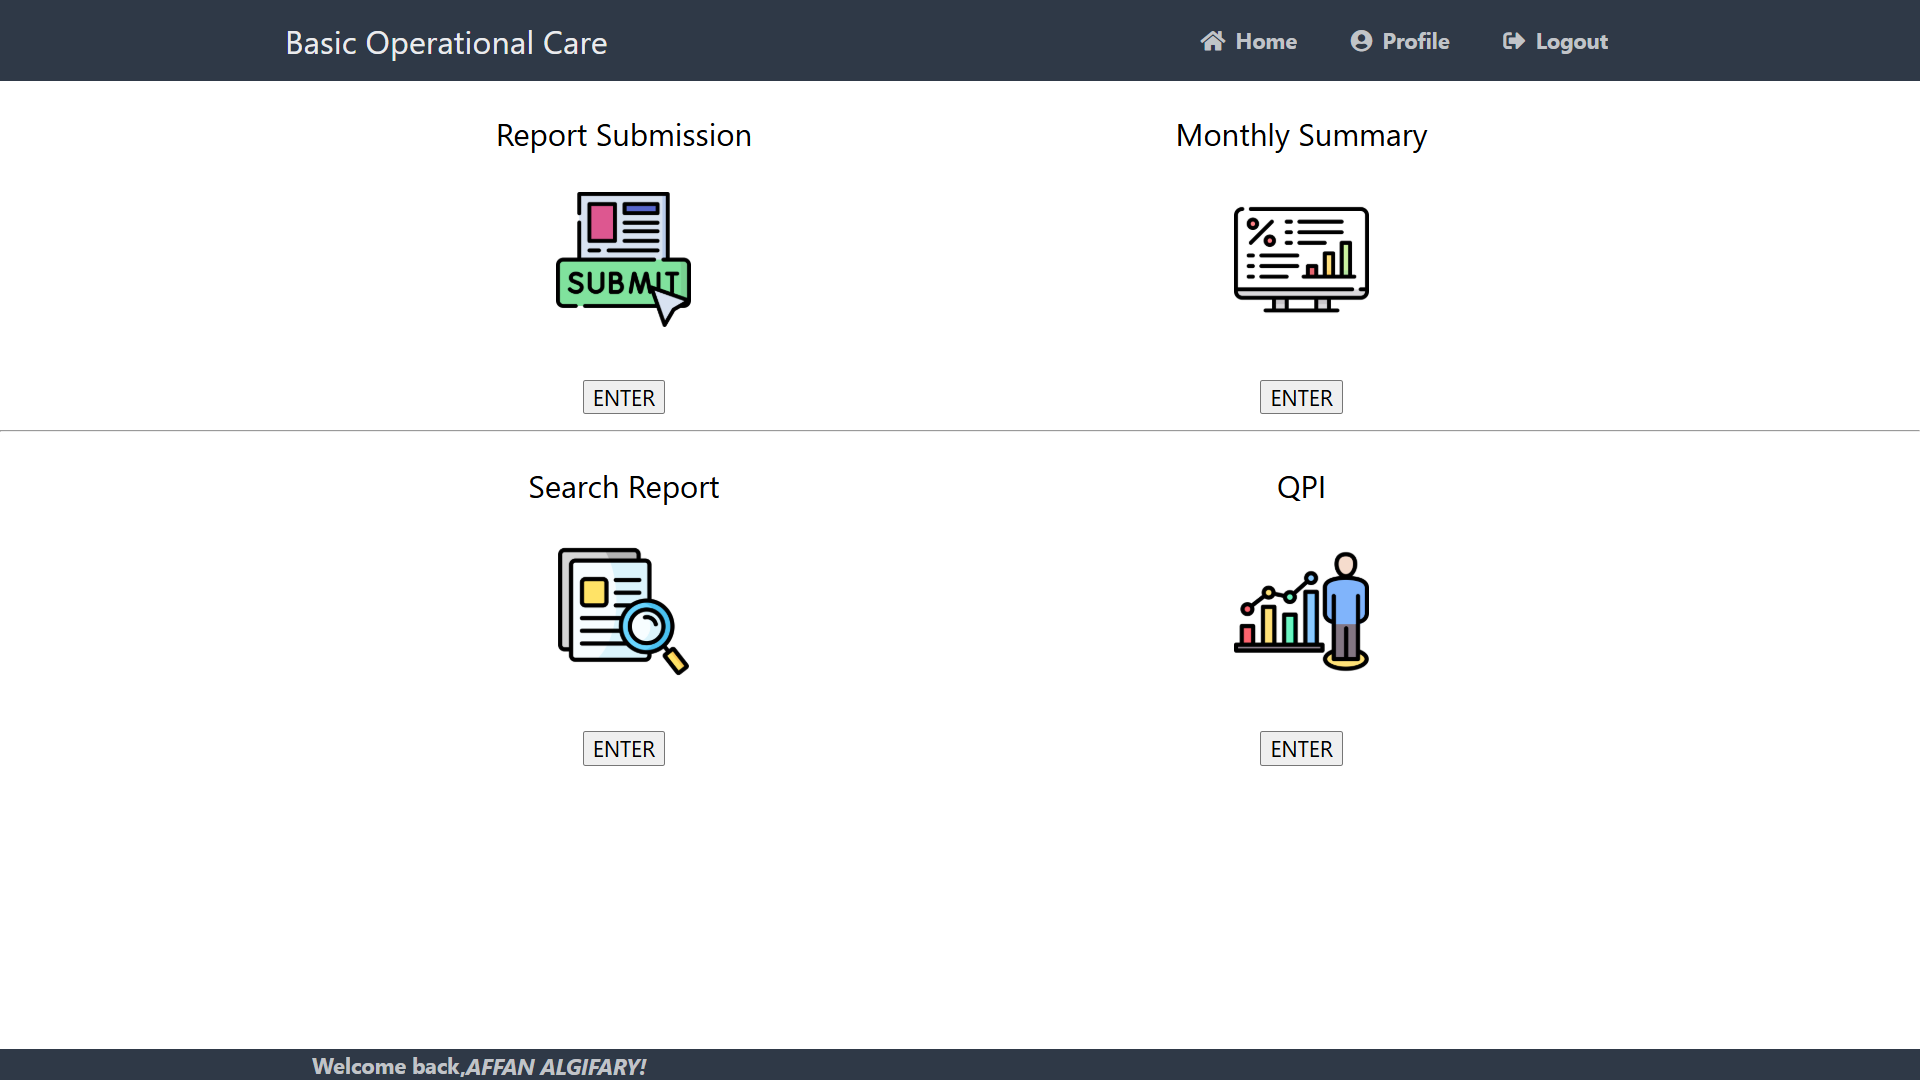 Basic Operational Care
Home Profile Logout
Report Submission
Monthly Summary
SUBMIT
%
ENTER
ENTER
Search Report
QPI
ENTER
ENTER
Welcome back,AFFAN ALGIFARY!